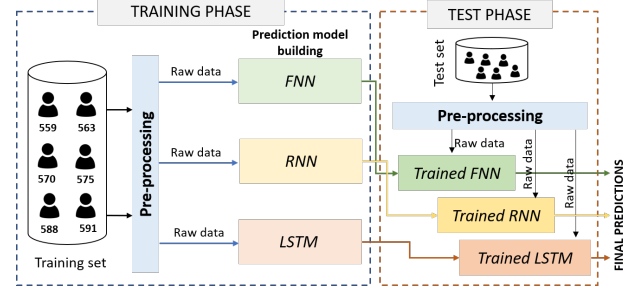 TRAINING PHASE
TEST PHASE
Prediction model
building
Raw data
FNN
559 563
570 575
588 591
Training set
Pre-processing
Raw data
RNN
Raw data
LSTM
Test set
Pre-processing
Raw data
Raw data
Raw data
Trained FNN
Trained RNN
Trained LSTM
FINAL PREDICTIONS